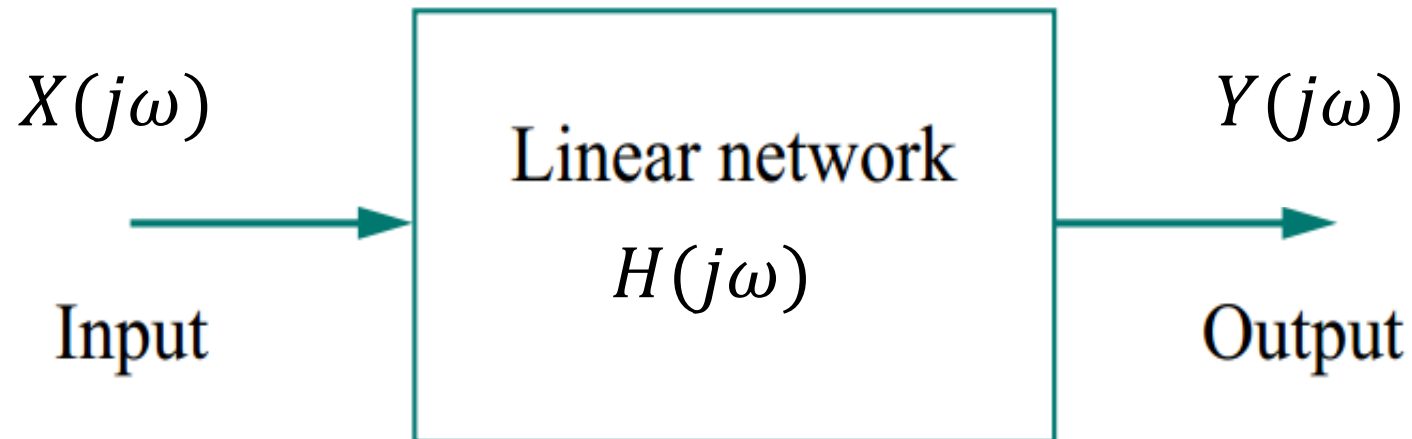 X(jω)
Y(jω)
Linear network
H(jω)
Input
Output